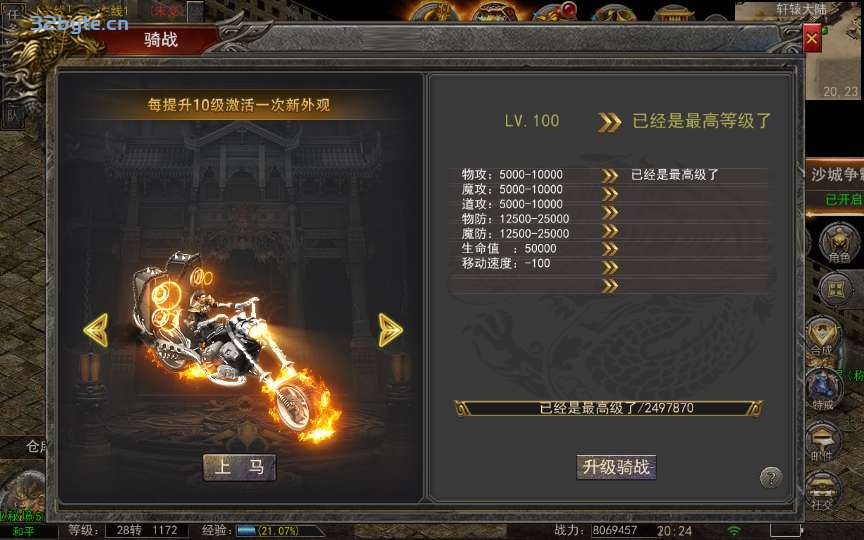 32byte.cn
轩辕大陆
骑战
20,23
每提升10级激活一次新外观
LV.100
已经是最高等级了
物攻：5000-10000
已经是最高级了
魔攻：5000-10000
道攻：5000-10000
物防：12500-25000
魔防：12500-25000
生命值 ：50000
移动速度：-100
已开启
角色
合成
特戒
邮件
社交
已经是最高级了/2497870
上 马
升级骑战
?
仓库
和平
等级：
28转 1172
经验：
(21.07%)
战力：
8069457
20:24